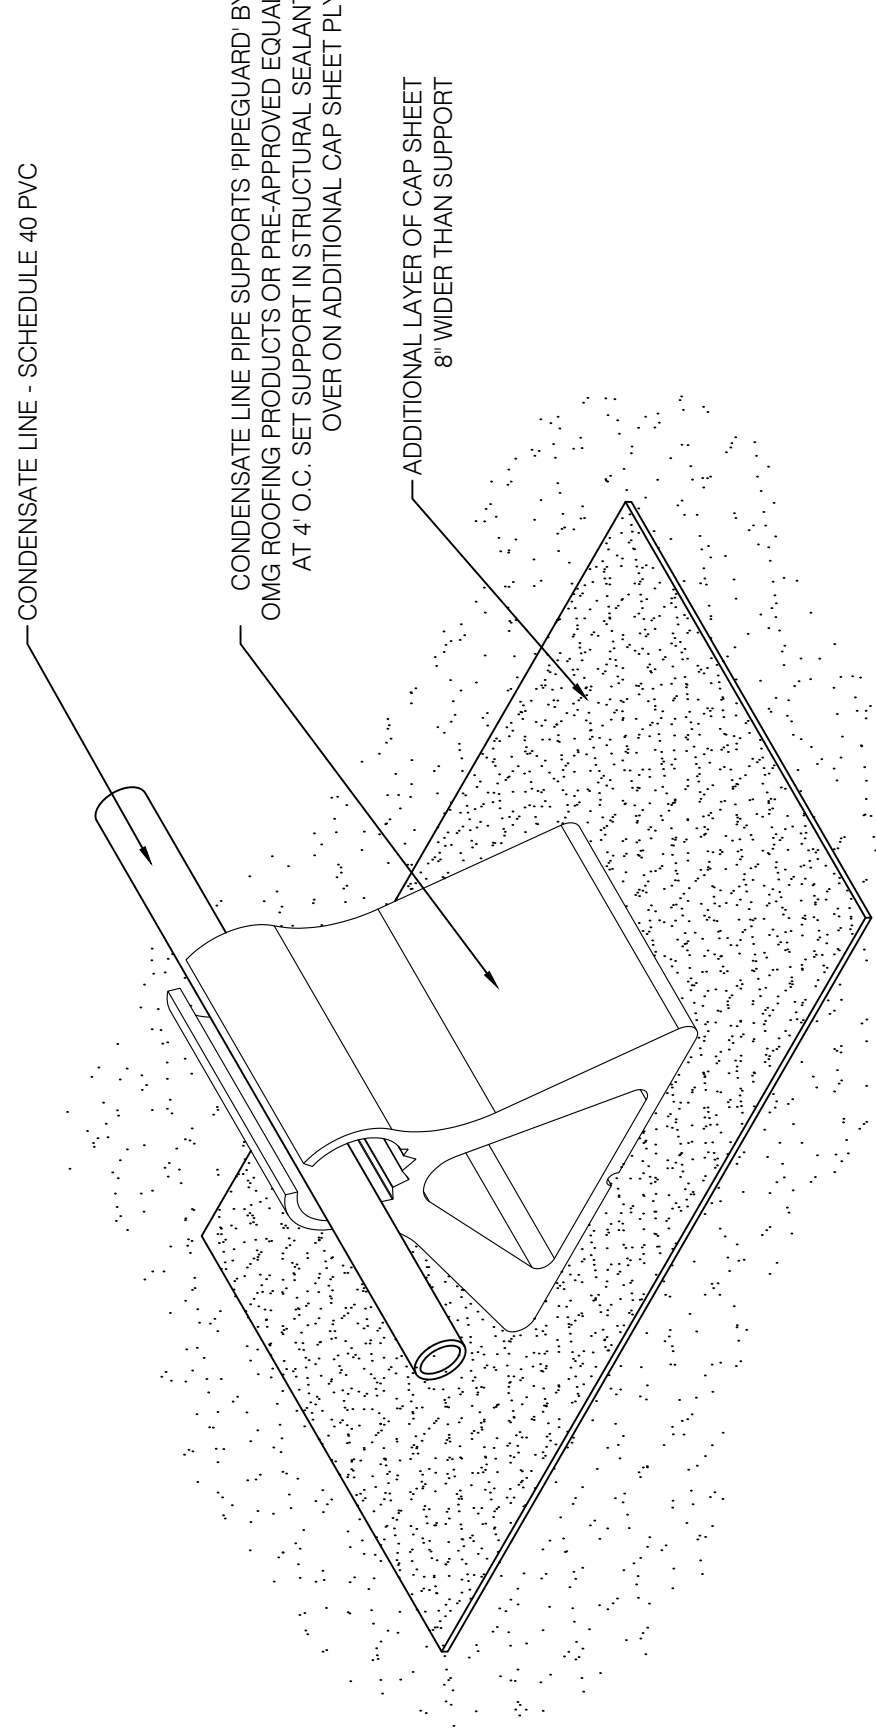 CONDENSATE LINE - SCHEDULE 40 PVC
CONDENSATE LINE PIPE SUPPORTS 'PIPEGUARD' BY
OMG ROOFING PRODUCTS OR PRE-APPROVED EQUAL
AT 4' O.C. SET SUPPORT IN STRUCTURAL SEALANT
OVER ON ADDITIONAL CAP SHEET PLY
ADDITIONAL LAYER OF CAP SHEET
8" WIDER THAN SUPPORT